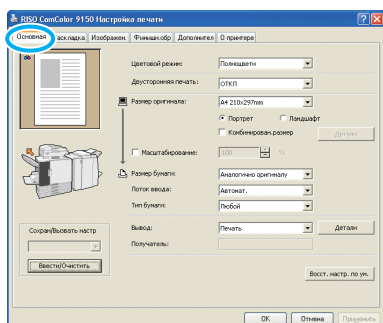 RISO ComColor 9150 Настройка печати
Основная Раскладка Изображен. Финишн.обр Дополнител О принтере
Цветовой режим: Полноцветн
Двусторонняя печать: ОТКЛ
Размер оригинала: A4 210x297mm
Портрет Ландшафт
Комбинирован.размер Детали
Масштабирование: 100 %
Размер бумаги: Аналогично оригиналу
Поток ввода: Автомат.
Тип бумаги: Любой
Сохран/Вызвать настр
Вывод: Печать Детали
Получатель:
Ввести/Очистить
Восст. настр. по ум.
OK Отмена Применить